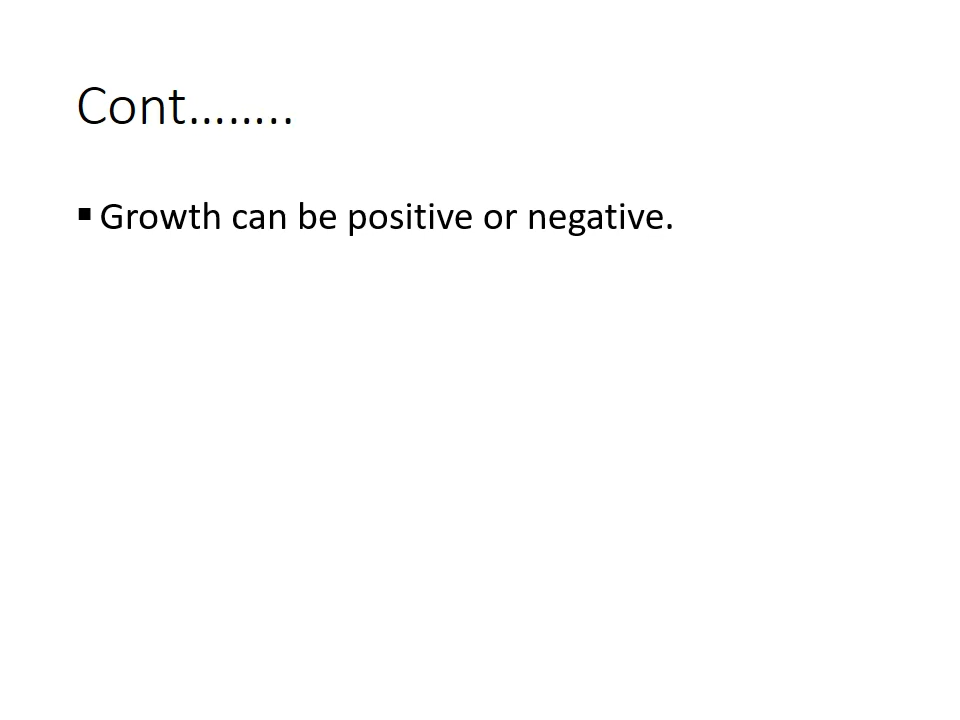 Cont……..
▪ Growth can be positive or negative.